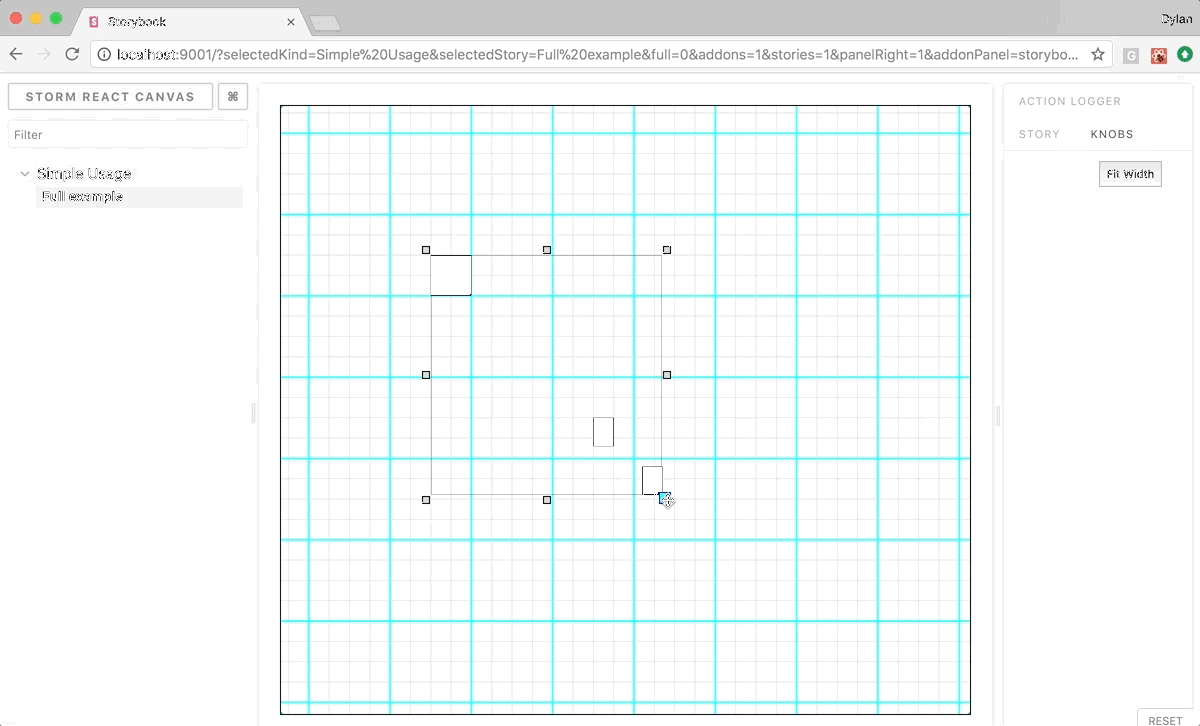 Storybook
Dylan
localhost:9001/?selectedKind=Simple%20Usage&selectedStory=Full%20example&full=0&addons=1&stories=1&panelRight=1&addonPanel=storybo...
G
STORM REACT CANVAS
⌘
Filter
Simple Usage
Full example
ACTION LOGGER
STORY
KNOBS
Fit Width
RESET